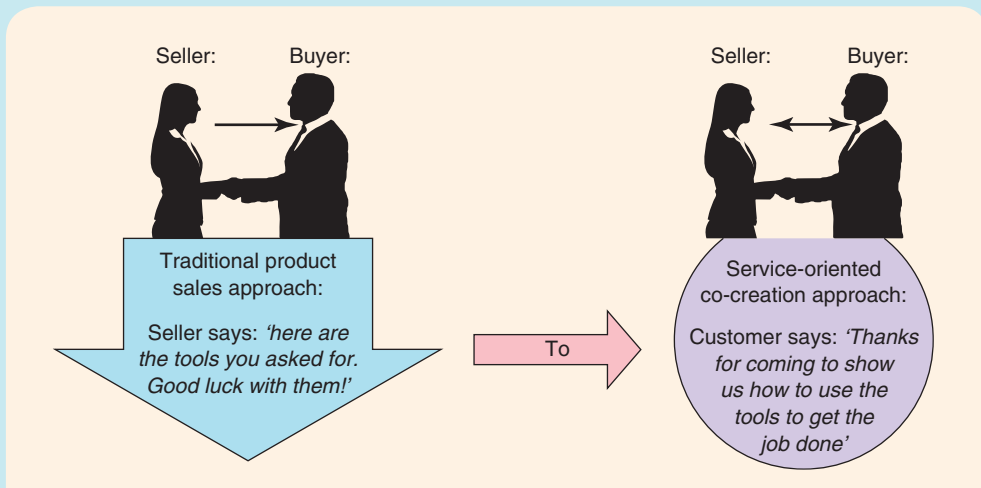 Seller: Buyer:
Traditional product
sales approach:
Seller says: ‘here are
the tools you asked for.
Good luck with them!’
To
Seller: Buyer:
Service-oriented
co-creation approach:
Customer says: ‘Thanks
for coming to show
us how to use the
tools to get the
job done’